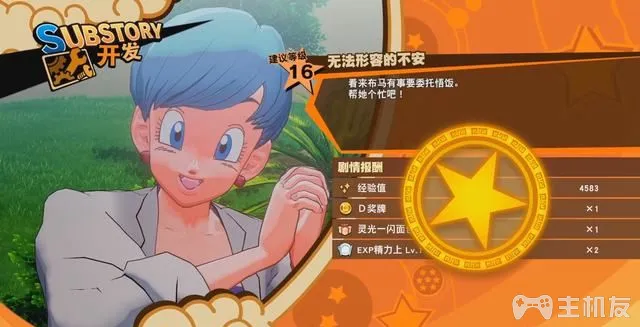 SUBSTORY
开发
建议等级
16
无法形容的不安
看来布马有事要委托悟饭。
帮她个忙吧！
剧情报酬
经验值 4583
D奖牌 ×1
灵光一闪面 ×1
EXP精力上 Lv.1 ×2
主机友